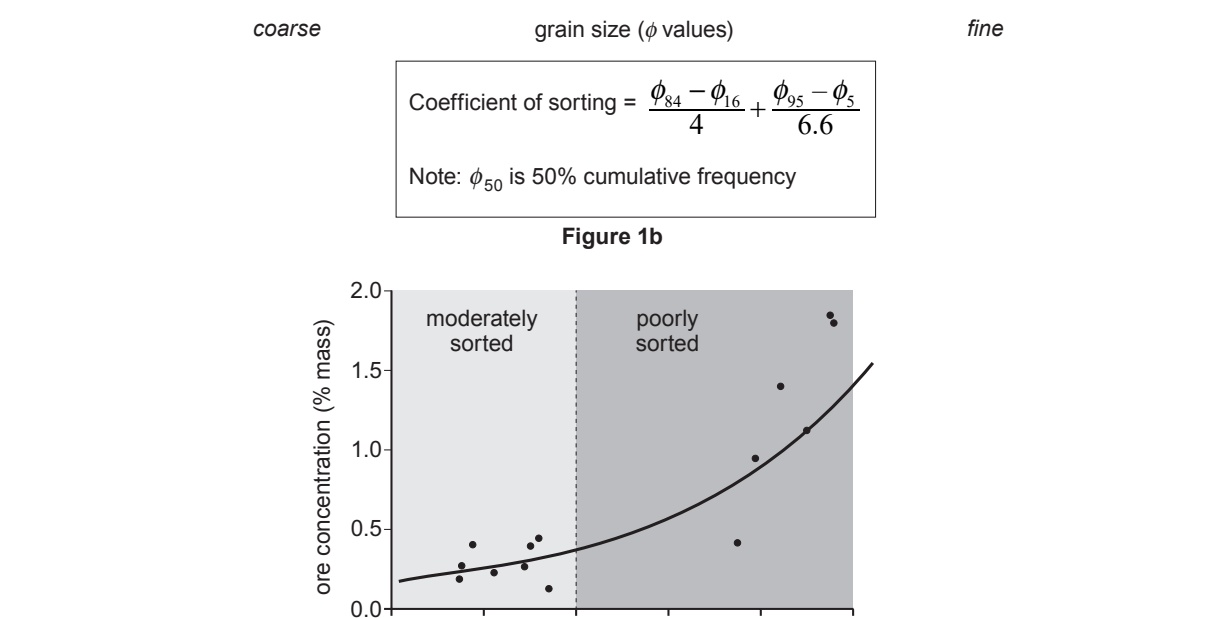 coarse grain size (ϕ values) fine
Coefficient of sorting = (ϕ84 − ϕ16)/4 + (ϕ95 − ϕ5)/6.6
Note: ϕ50 is 50% cumulative frequency
Figure 1b
2.0
moderately sorted
poorly sorted
1.5
1.0
0.5
0.0
ore concentration (% mass)